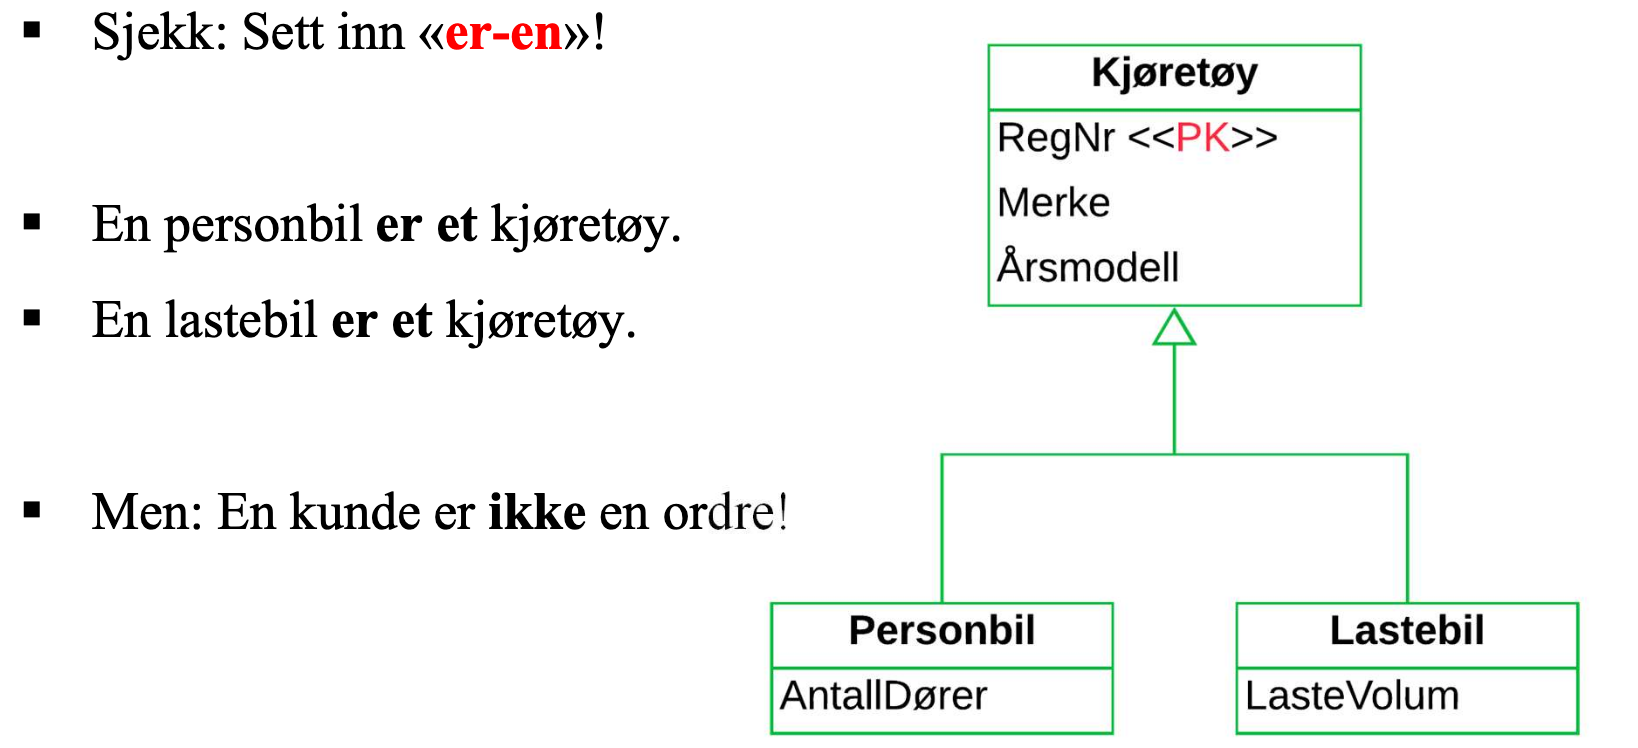 ▪ Sjekk: Sett inn «er-en»!
▪ En personbil er et kjøretøy.
▪ En lastebil er et kjøretøy.
▪ Men: En kunde er ikke en ordre!
Kjøretøy
RegNr <<PK>>
Merke
Årsmodell
Personbil
AntallDører
Lastebil
LasteVolum